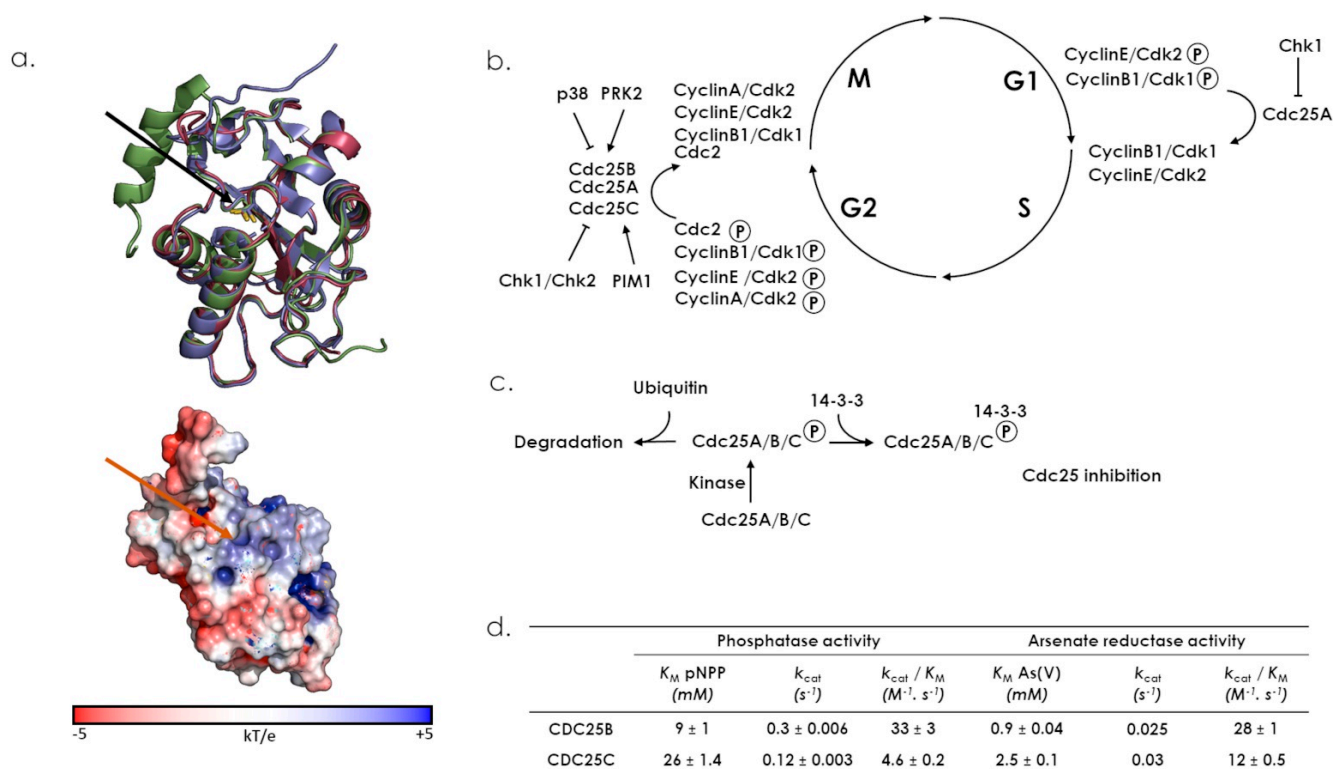 a.
-5
kT/e
+5
b.
p38 PRK2
Cdc25B
Cdc25A
Cdc25C
Chk1/Chk2
PIM1
CyclinA/Cdk2
CyclinE/Cdk2
CyclinB1/Cdk1
Cdc2
Cdc2 P
CyclinB1/Cdk1 P
CyclinE /Cdk2 P
CyclinA/Cdk2 P
M
G1
G2
S
CyclinE/Cdk2 P
CyclinB1/Cdk1 P
Chk1
Cdc25A
CyclinB1/Cdk1
CyclinE/Cdk2
c.
Ubiquitin
14-3-3
14-3-3
Degradation
Cdc25A/B/C P
Cdc25A/B/C P
Kinase
Cdc25 inhibition
Cdc25A/B/C
d.
Phosphatase activity Arsenate reductase activity
KM pNPP kcat kcat / KM KM As(V) kcat kcat / KM
(mM) (s-1) (M-1. s-1) (mM) (s-1) (M-1. s-1)
CDC25B 9 ± 1 0.3 ± 0.006 33 ± 3 0.9 ± 0.04 0.025 28 ± 1
CDC25C 26 ± 1.4 0.12 ± 0.003 4.6 ± 0.2 2.5 ± 0.1 0.03 12 ± 0.5